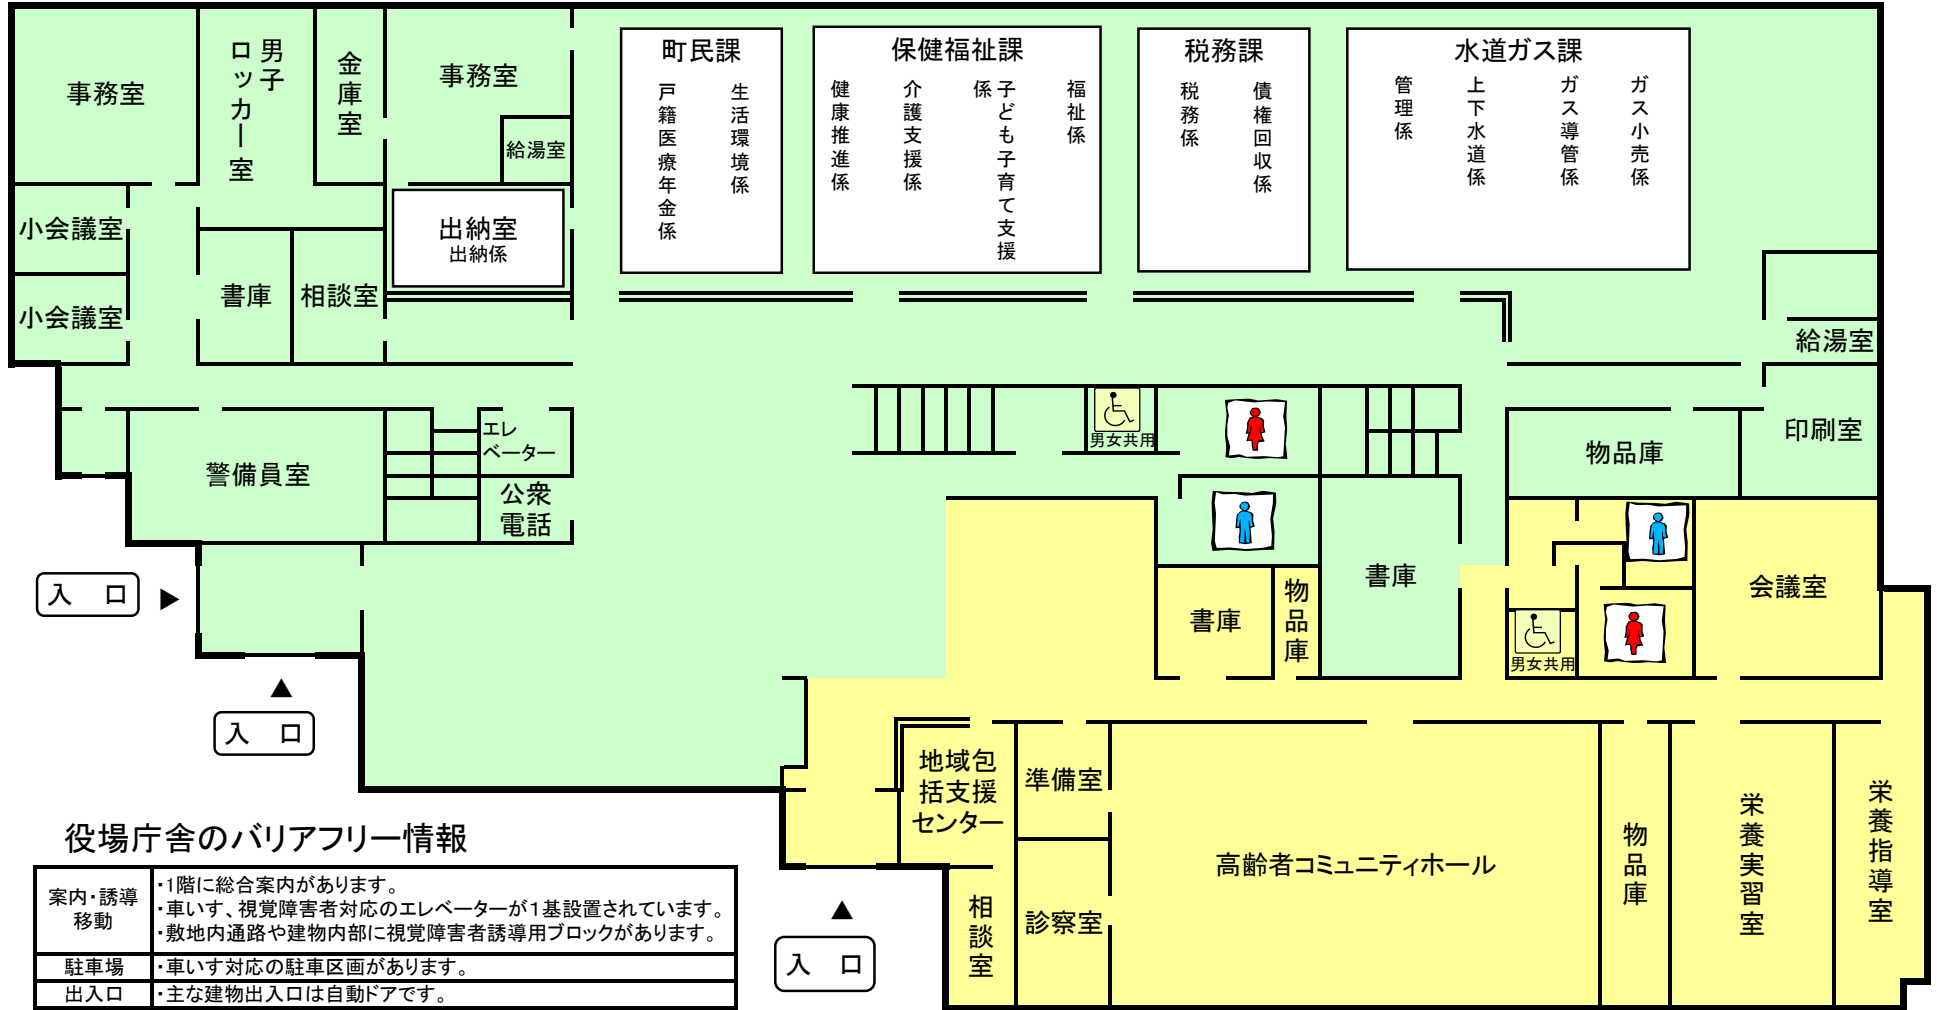 事務室
男子
ロッカー室
金庫室
事務室
給湯室
出納室
出納係
町民課
戸籍医療年金係
生活環境係
保健福祉課
健康推進係
介護支援係
子ども子育て支援
係
福祉係
税務課
税務係
債権回収係
水道ガス課
管理係
上下水道係
ガス導管係
ガス小売係
小会議室
小会議室
書庫
相談室
給湯室
印刷室
物品庫
男女共用
エレ
ベーター
公衆
電話
警備員室
書庫
書庫
物品庫
会議室
男女共用
入 口
入 口
入 口
地域包
括支援
センター
準備室
診察室
相談室
高齢者コミュニティホール
物品庫
栄養実習室
栄養指導室
役場庁舎のバリアフリー情報
案内・誘導
移動
・1階に総合案内があります。
・車いす、視覚障害者対応のエレベーターが1基設置されています。
・敷地内通路や建物内部に視覚障害者誘導用ブロックがあります。
駐車場
・車いす対応の駐車区画があります。
出入口
・主な建物出入口は自動ドアです。